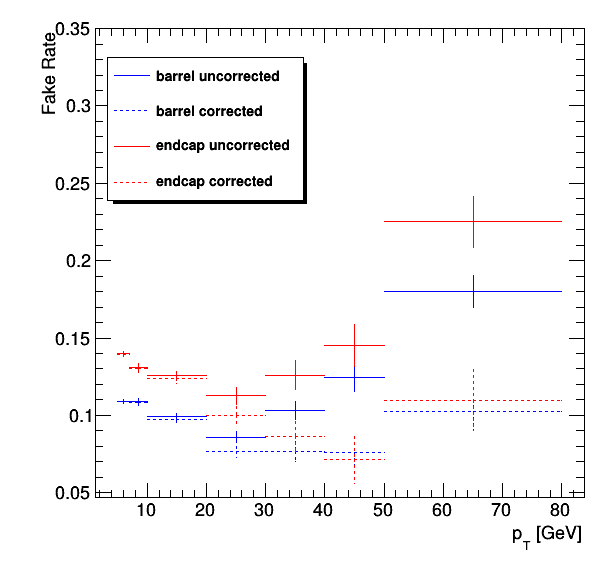 Fake Rate
0.35
0.3
0.25
0.2
0.15
0.1
0.05
barrel uncorrected
barrel corrected
endcap uncorrected
endcap corrected
10 20 30 40 50 60 70 80
p_T [GeV]